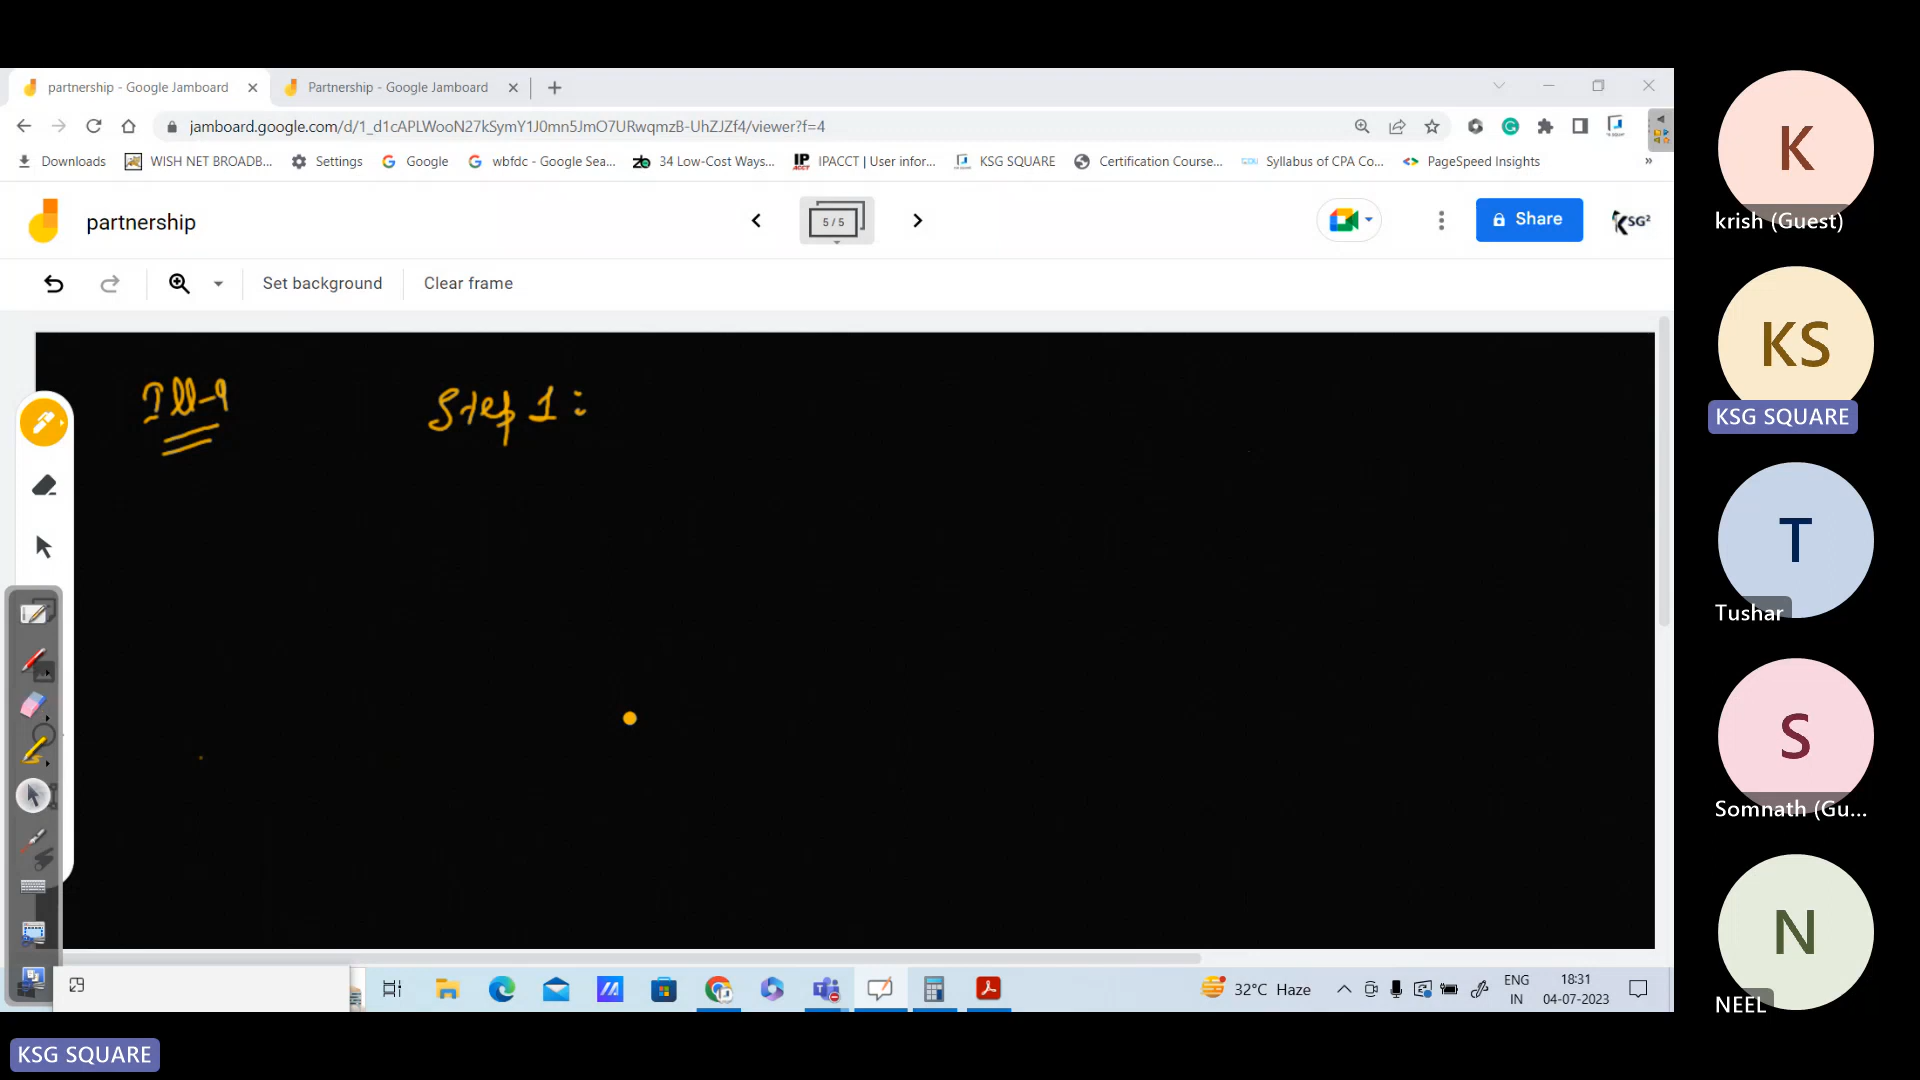 partnership - Google Jamboard
Partnership - Google Jamboard
jamboard.google.com/d/1_d1cAPLWooN27kSymY1J0mn5JmO7URwqmzB-UhZJZf4/viewer?f=4
Downloads
WISH NET BROADB...
Settings
Google
wbfdc - Google Sea...
34 Low-Cost Ways...
IPACCT | User infor...
KSG SQUARE
Certification Course...
Syllabus of CPA Co...
PageSpeed Insights
partnership
5 / 5
Share
KSG²
Set background
Clear frame
Ill-9
Step 1:
32°C Haze
ENG
IN
18:31
04-07-2023
K
krish (Guest)
KS
KSG SQUARE
T
Tushar
S
Somnath (Gu...
N
NEEL
KSG SQUARE